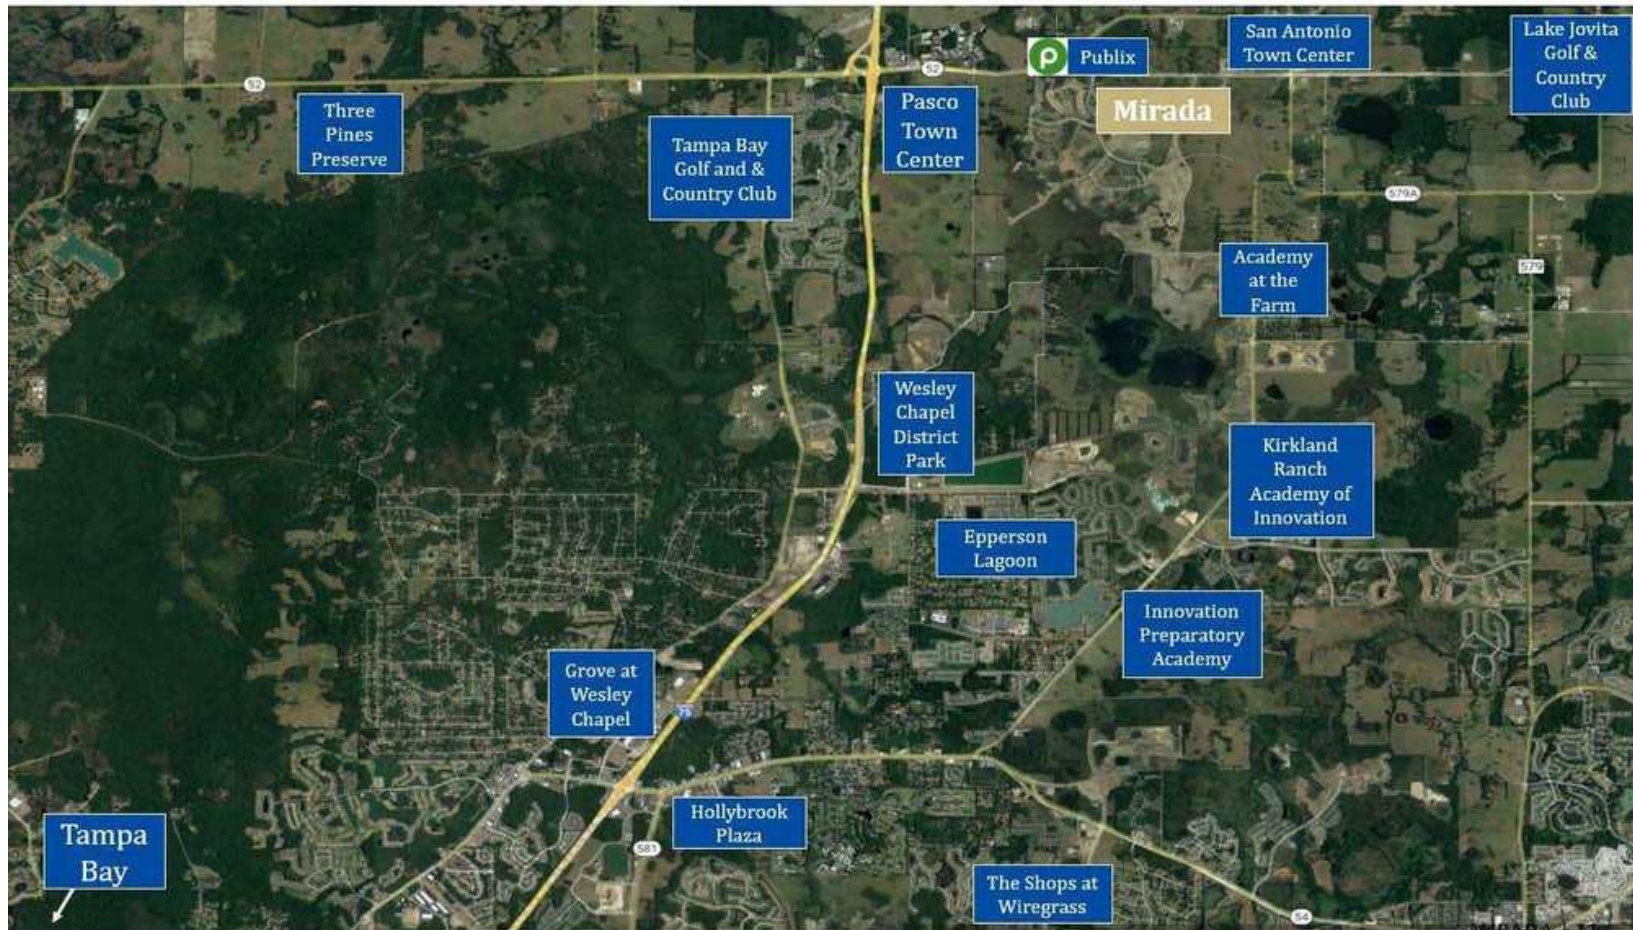 San Antonio
Town Center
Lake Jovita
Golf &
Country
Club
Publix
52
52
Three
Pines
Preserve
Pasco
Town
Center
Mirada
Tampa Bay
Golf and &
Country Club
579A
Academy
at the
Farm
579
Wesley
Chapel
District
Park
Kirkland
Ranch
Academy of
Innovation
Epperson
Lagoon
Innovation
Preparatory
Academy
Grove at
Wesley
Chapel
75
Hollybrook
Plaza
581
Tampa
Bay
The Shops at
Wiregrass
54